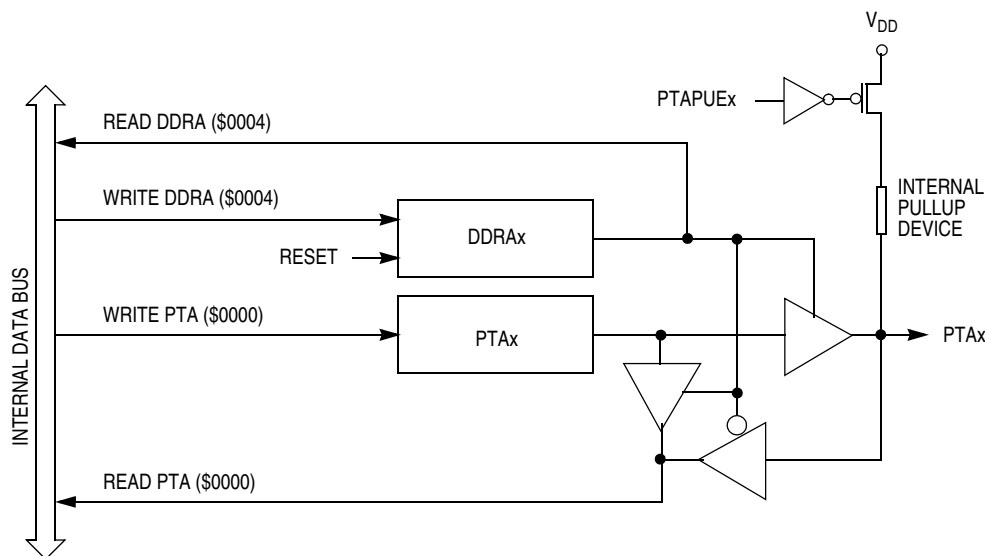 VDD
PTAPUEx
READ DDRA ($0004)
WRITE DDRA ($0004)
INTERNAL
PULLUP
DEVICE
DDRAx
RESET
INTERNAL DATA BUS
WRITE PTA ($0000)
PTAx
PTAx
READ PTA ($0000)